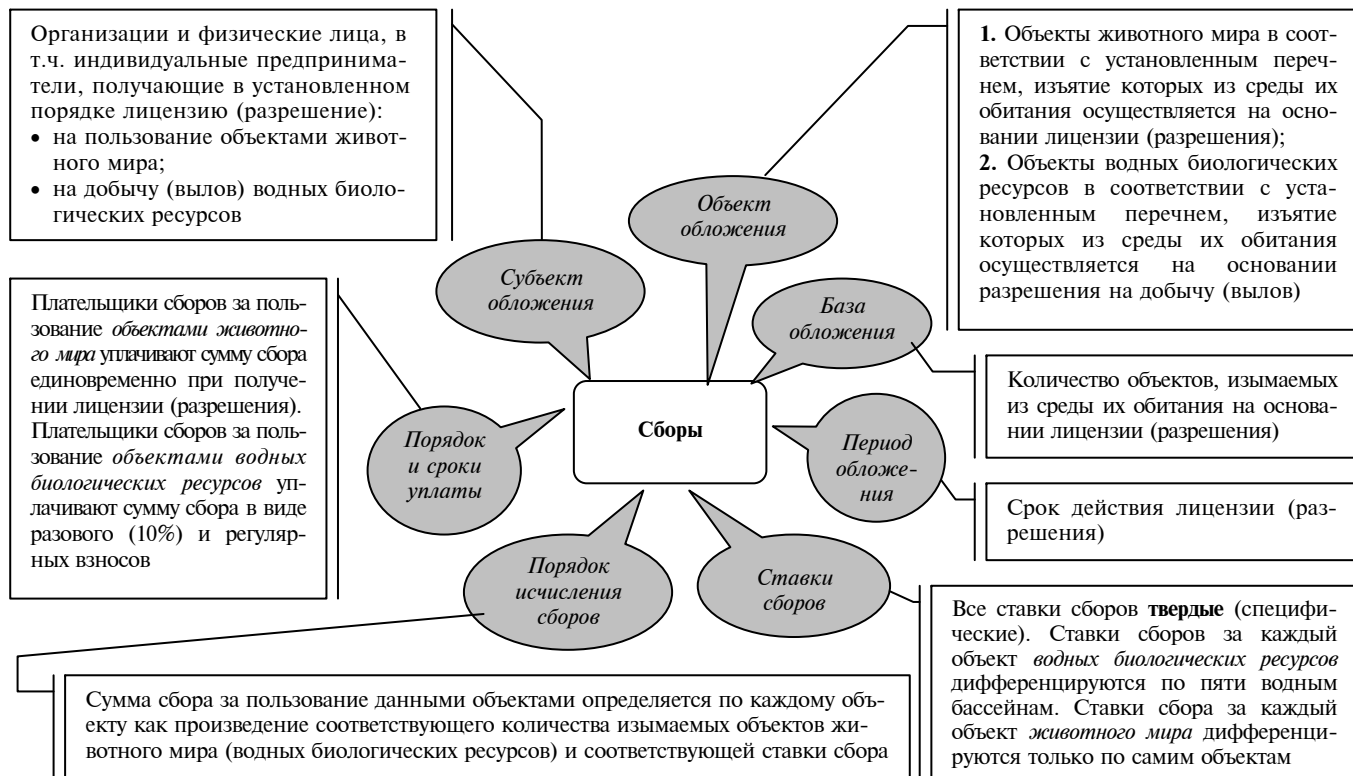 Организации и физические лица, в
т.ч. индивидуальные предпринима-
тели, получающие в установленном
порядке лицензию (разрешение):
• на пользование объектами живот-
ного мира;
• на добычу (вылов) водных биоло-
гических ресурсов
1. Объекты животного мира в соот-
ветствии с установленным переч-
нем, изъятие которых из среды их
обитания осуществляется на осно-
вании лицензии (разрешения);
2. Объекты водных биологических
ресурсов в соответствии с уста-
новленным перечнем, изъятие
которых из среды их обитания
осуществляется на основании
разрешения на добычу (вылов)
Объект
обложения
Субъект
обложения
База
обложения
Плательщики сборов за поль-
зование объектами животно-
го мира уплачивают сумму сбора
единовременно при получе-
нии лицензии (разрешения).
Плательщики сборов за поль-
зование объектами водных
биологических ресурсов уп-
лачивают сумму сбора в виде
разового (10%) и регуляр-
ных взносов
Количество объектов, изымаемых
из среды их обитания на основа-
нии лицензии (разрешения)
Сборы
Порядок
и сроки
уплаты
Период
обложе-
ния
Срок действия лицензии (раз-
решения)
Порядок
исчисления
сборов
Ставки
сборов
Все ставки сборов твердые (специфи-
ческие). Ставки сборов за каждый
объект водных биологических ресурсов
дифференцируются по пяти водным
бассейнам. Ставки сбора за каждый
объект животного мира дифференци-
руются только по самим объектам
Сумма сбора за пользование данными объектами определяется по каждому объ-
екту как произведение соответствующего количества изымаемых объектов жи-
вотного мира (водных биологических ресурсов) и соответствующей ставки сбора